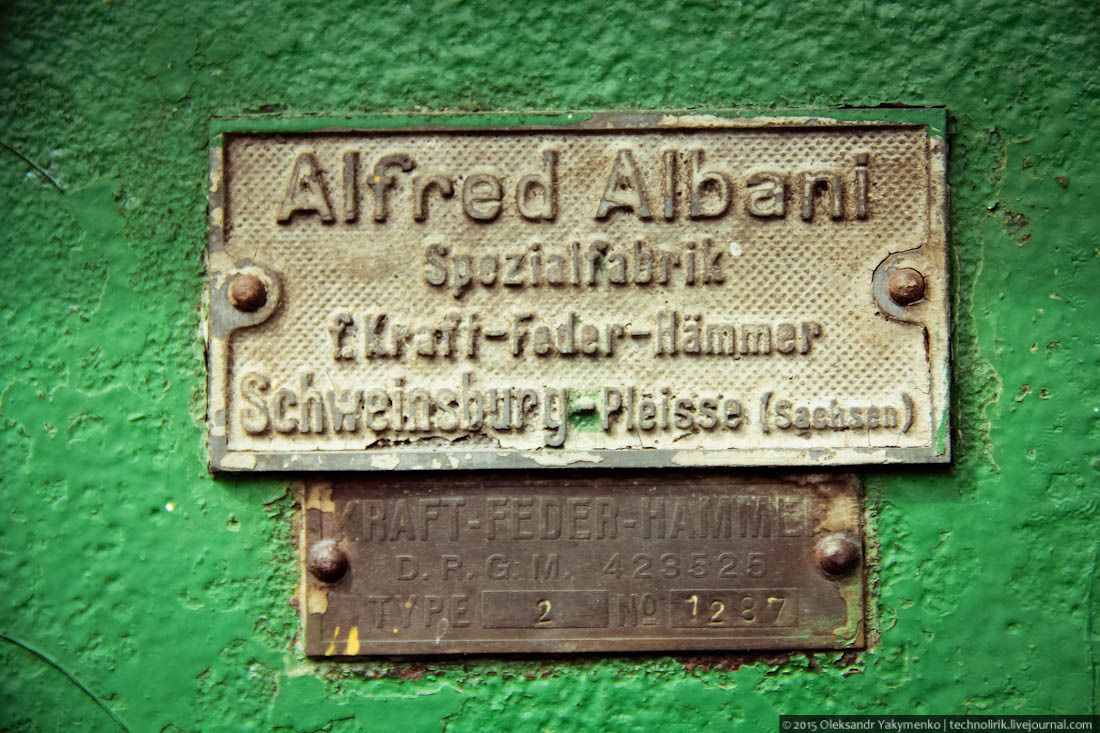 Alfred Albani
Spezialfabrik
f. Kraft-Feder-Hämmer
Schweinsburg-Pleisse (Sachsen)
KRAFT-FEDER-HAMMER
D. R. G. M. 423525
TYPE 2 No 1287
© 2015 Oleksandr Yakymenko | technolirik.livejournal.com